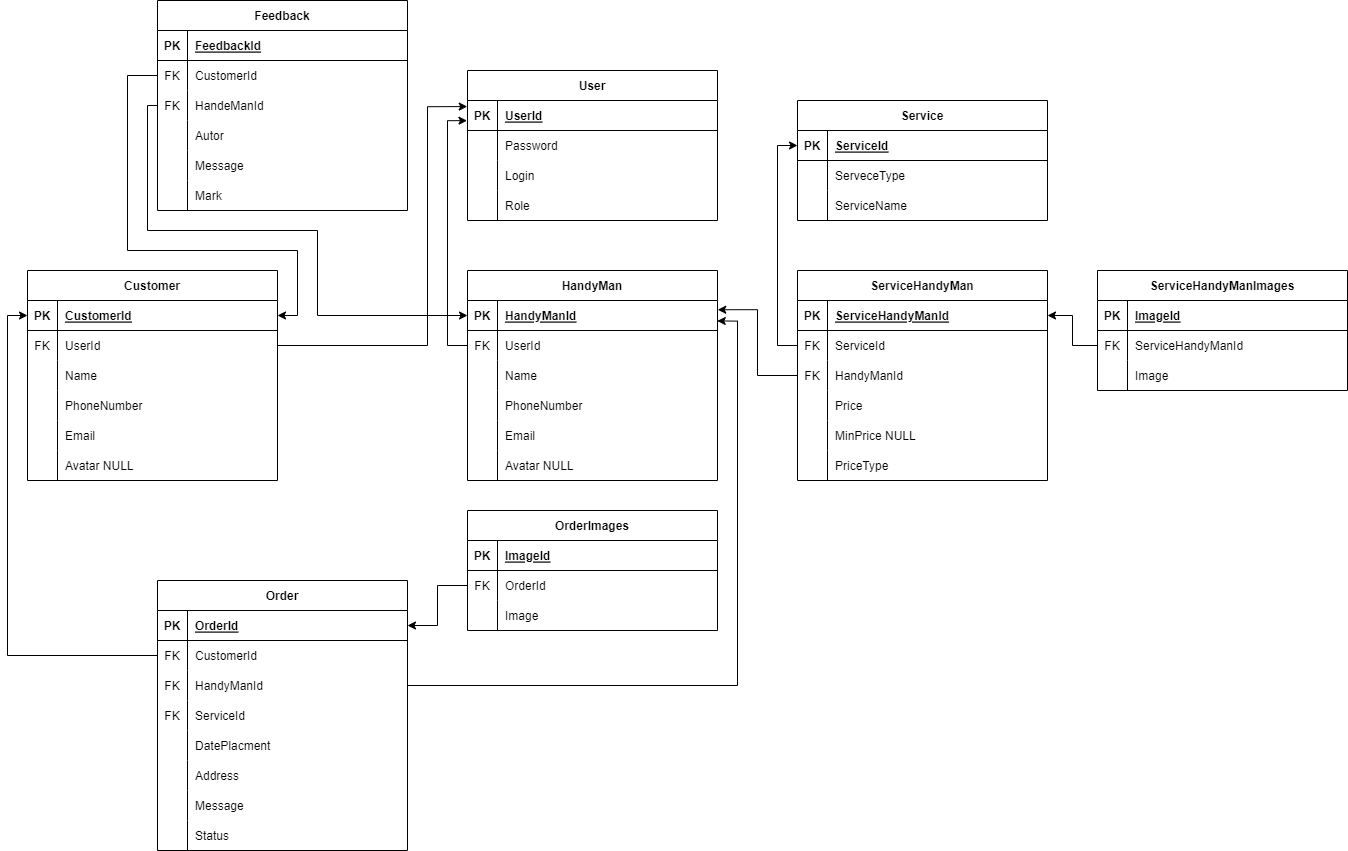 Feedback
PK FeedbackId
FK CustomerId
FK HandeManId
Autor
Message
Mark
User
PK UserId
Password
Login
Role
Service
PK ServiceId
ServeceType
ServiceName
Customer
PK CustomerId
FK UserId
Name
PhoneNumber
Email
Avatar NULL
HandyMan
PK HandyManId
FK UserId
Name
PhoneNumber
Email
Avatar NULL
ServiceHandyMan
PK ServiceHandyManId
FK ServiceId
FK HandyManId
Price
MinPrice NULL
PriceType
ServiceHandyManImages
PK ImageId
FK ServiceHandyManId
Image
OrderImages
PK ImageId
FK OrderId
Image
Order
PK OrderId
FK CustomerId
FK HandyManId
FK ServiceId
DatePlacment
Address
Message
Status